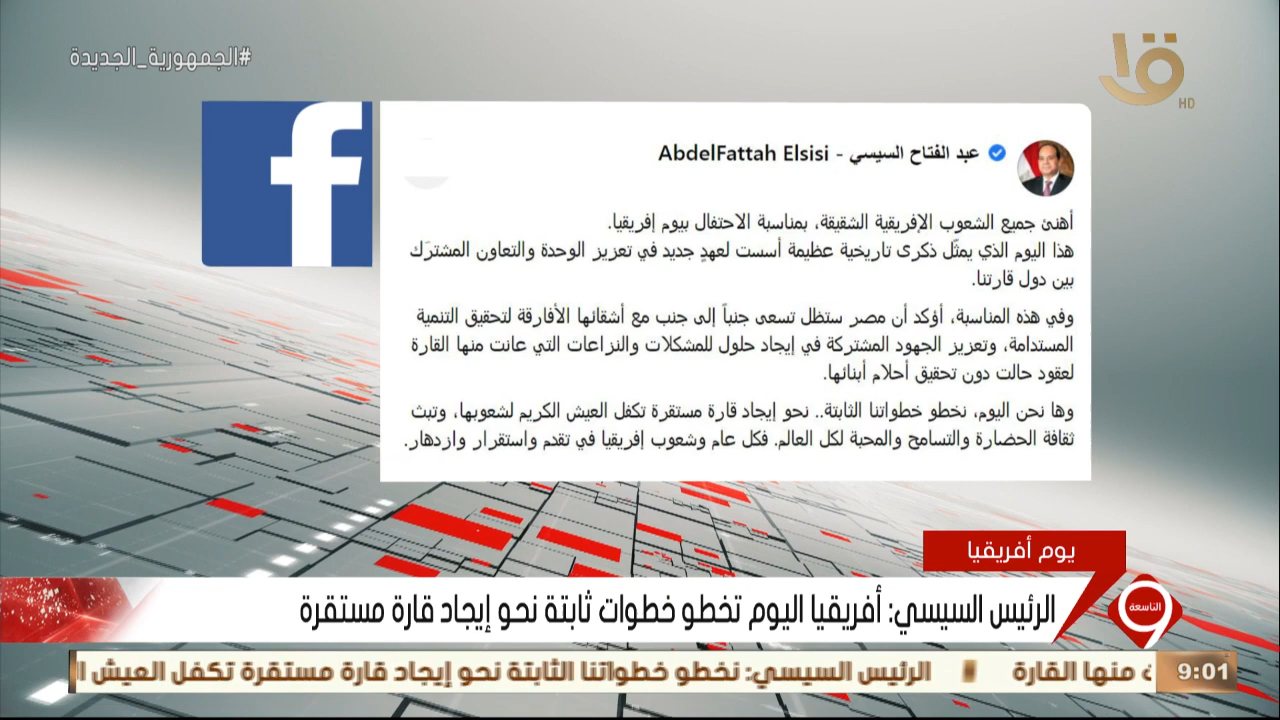 #الجمهورية_الجديدة
HD
عبد الفتاح السيسي - AbdelFattah Elsisi
أهنئ جميع الشعوب الإفريقية الشقيقة، بمناسبة الاحتفال بيوم إفريقيا.
هذا اليوم الذي يمثّل ذكرى تاريخية عظيمة أسست لعهدٍ جديد في تعزيز الوحدة والتعاون المشترَك
بين دول قارتنا.
وفي هذه المناسبة، أؤكد أن مصر ستظل تسعى جنباً إلى جنب مع أشقائها الأفارقة لتحقيق التنمية
المستدامة، وتعزيز الجهود المشتركة في إيجاد حلول للمشكلات والنزاعات التي عانت منها القارة
لعقود حالت دون تحقيق أحلام أبنائها.
وها نحن اليوم، نخطو خطواتنا الثابتة.. نحو إيجاد قارة مستقرة تكفل العيش الكريم لشعوبها، وتبث
ثقافة الحضارة والتسامح والمحبة لكل العالم. فكل عام وشعوب إفريقيا في تقدم واستقرار وازدهار.
يوم أفريقيا
الرئيس السيسي: أفريقيا اليوم تخطو خطوات ثابتة نحو إيجاد قارة مستقرة
التاسعة
9:01
منها القارة الرئيس السيسي: نخطو خطواتنا الثابتة نحو إيجاد قارة مستقرة تكفل العيش